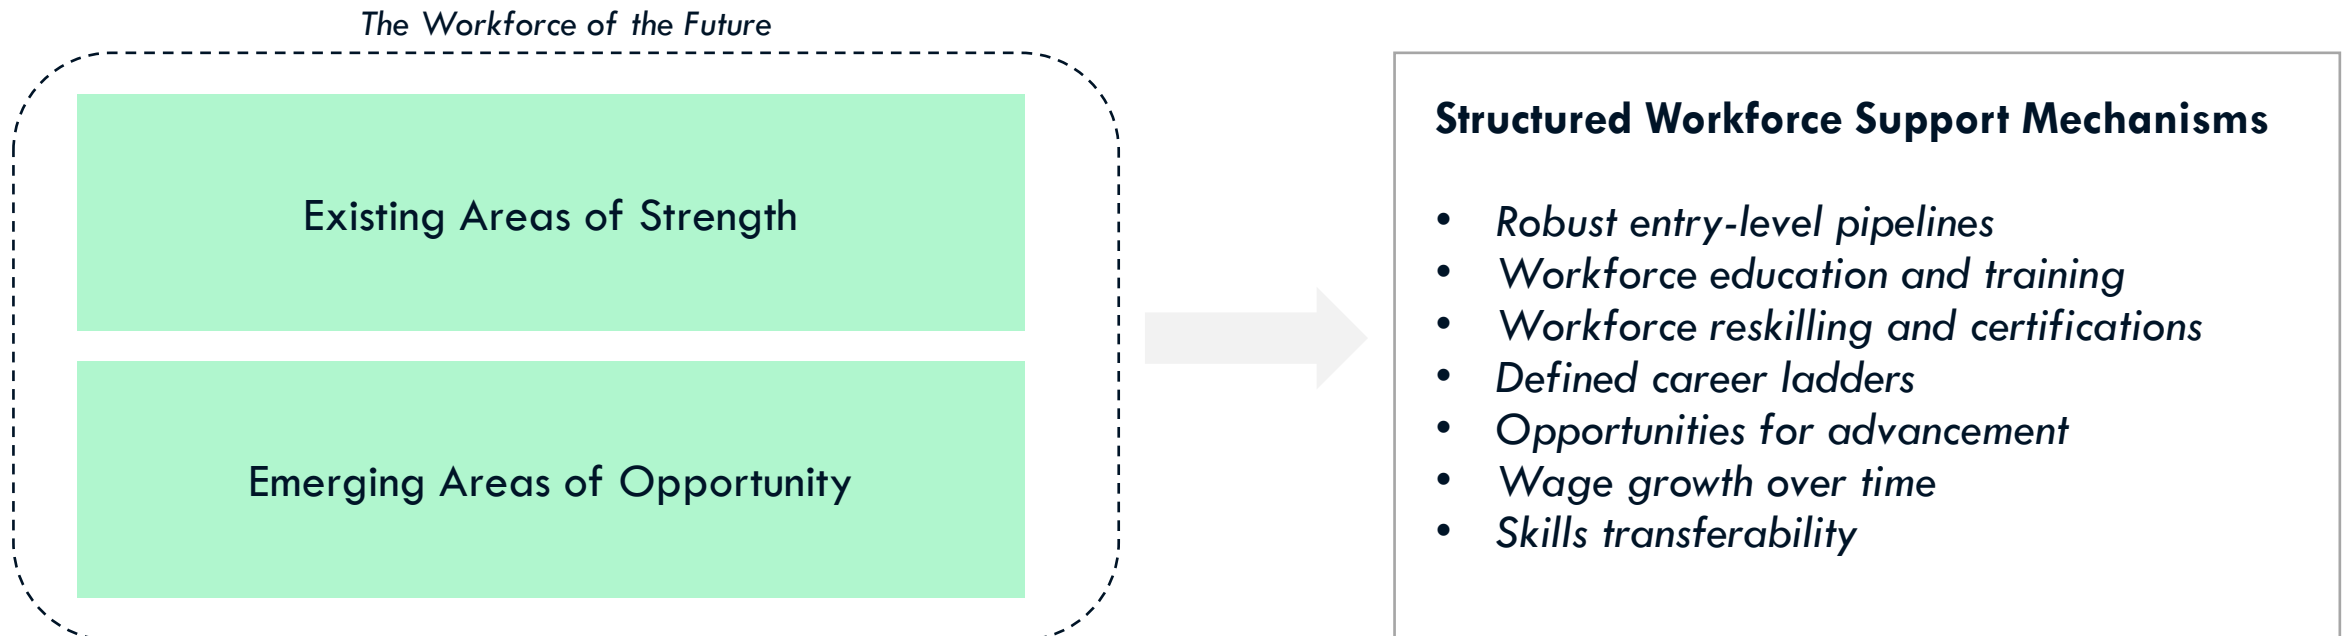 The Workforce of the Future
Existing Areas of Strength
Emerging Areas of Opportunity
Structured Workforce Support Mechanisms
• Robust entry-level pipelines
• Workforce education and training
• Workforce reskilling and certifications
• Defined career ladders
• Opportunities for advancement
• Wage growth over time
• Skills transferability